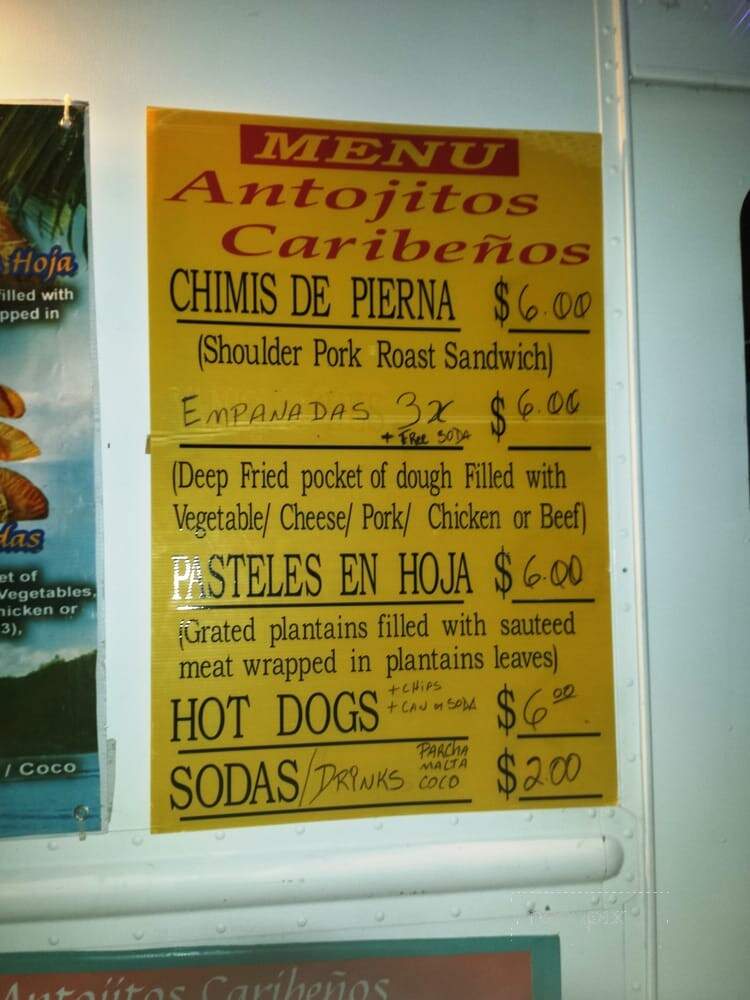 MENU
Antojitos
Caribeños
CHIMIS DE PIERNA $6.00
(Shoulder Pork Roast Sandwich)
EMPANADAS 3x $6.00
+ FRee SODA
(Deep Fried pocket of dough Filled with
Vegetable/ Cheese/ Pork/ Chicken or Beef)
PASTELES EN HOJA $6.00
(Grated plantains filled with sauteed
meat wrapped in plantains leaves)
HOT DOGS + CHIPS $6.00
+ CAN OF SODA
SODAS/DRINKS PARCHA $2.00
MALTA
COCO
Hoja
filled with
pped in
das
et of
Vegetables,
hicken or
3),
/ Coco
Antojitos Caribeños